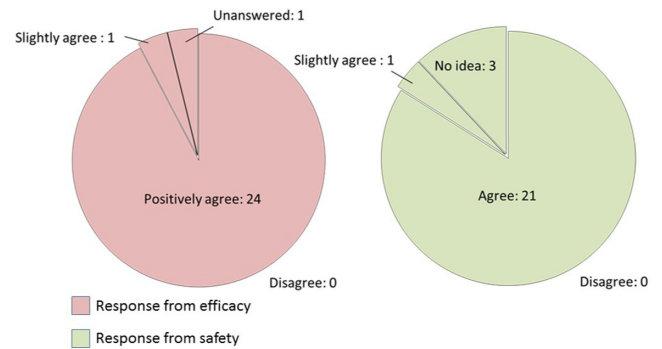 Unanswered: 1
Slightly agree : 1
Positively agree: 24
Disagree: 0
Slightly agree : 1
No idea: 3
Agree: 21
Disagree: 0
Response from efficacy
Response from safety